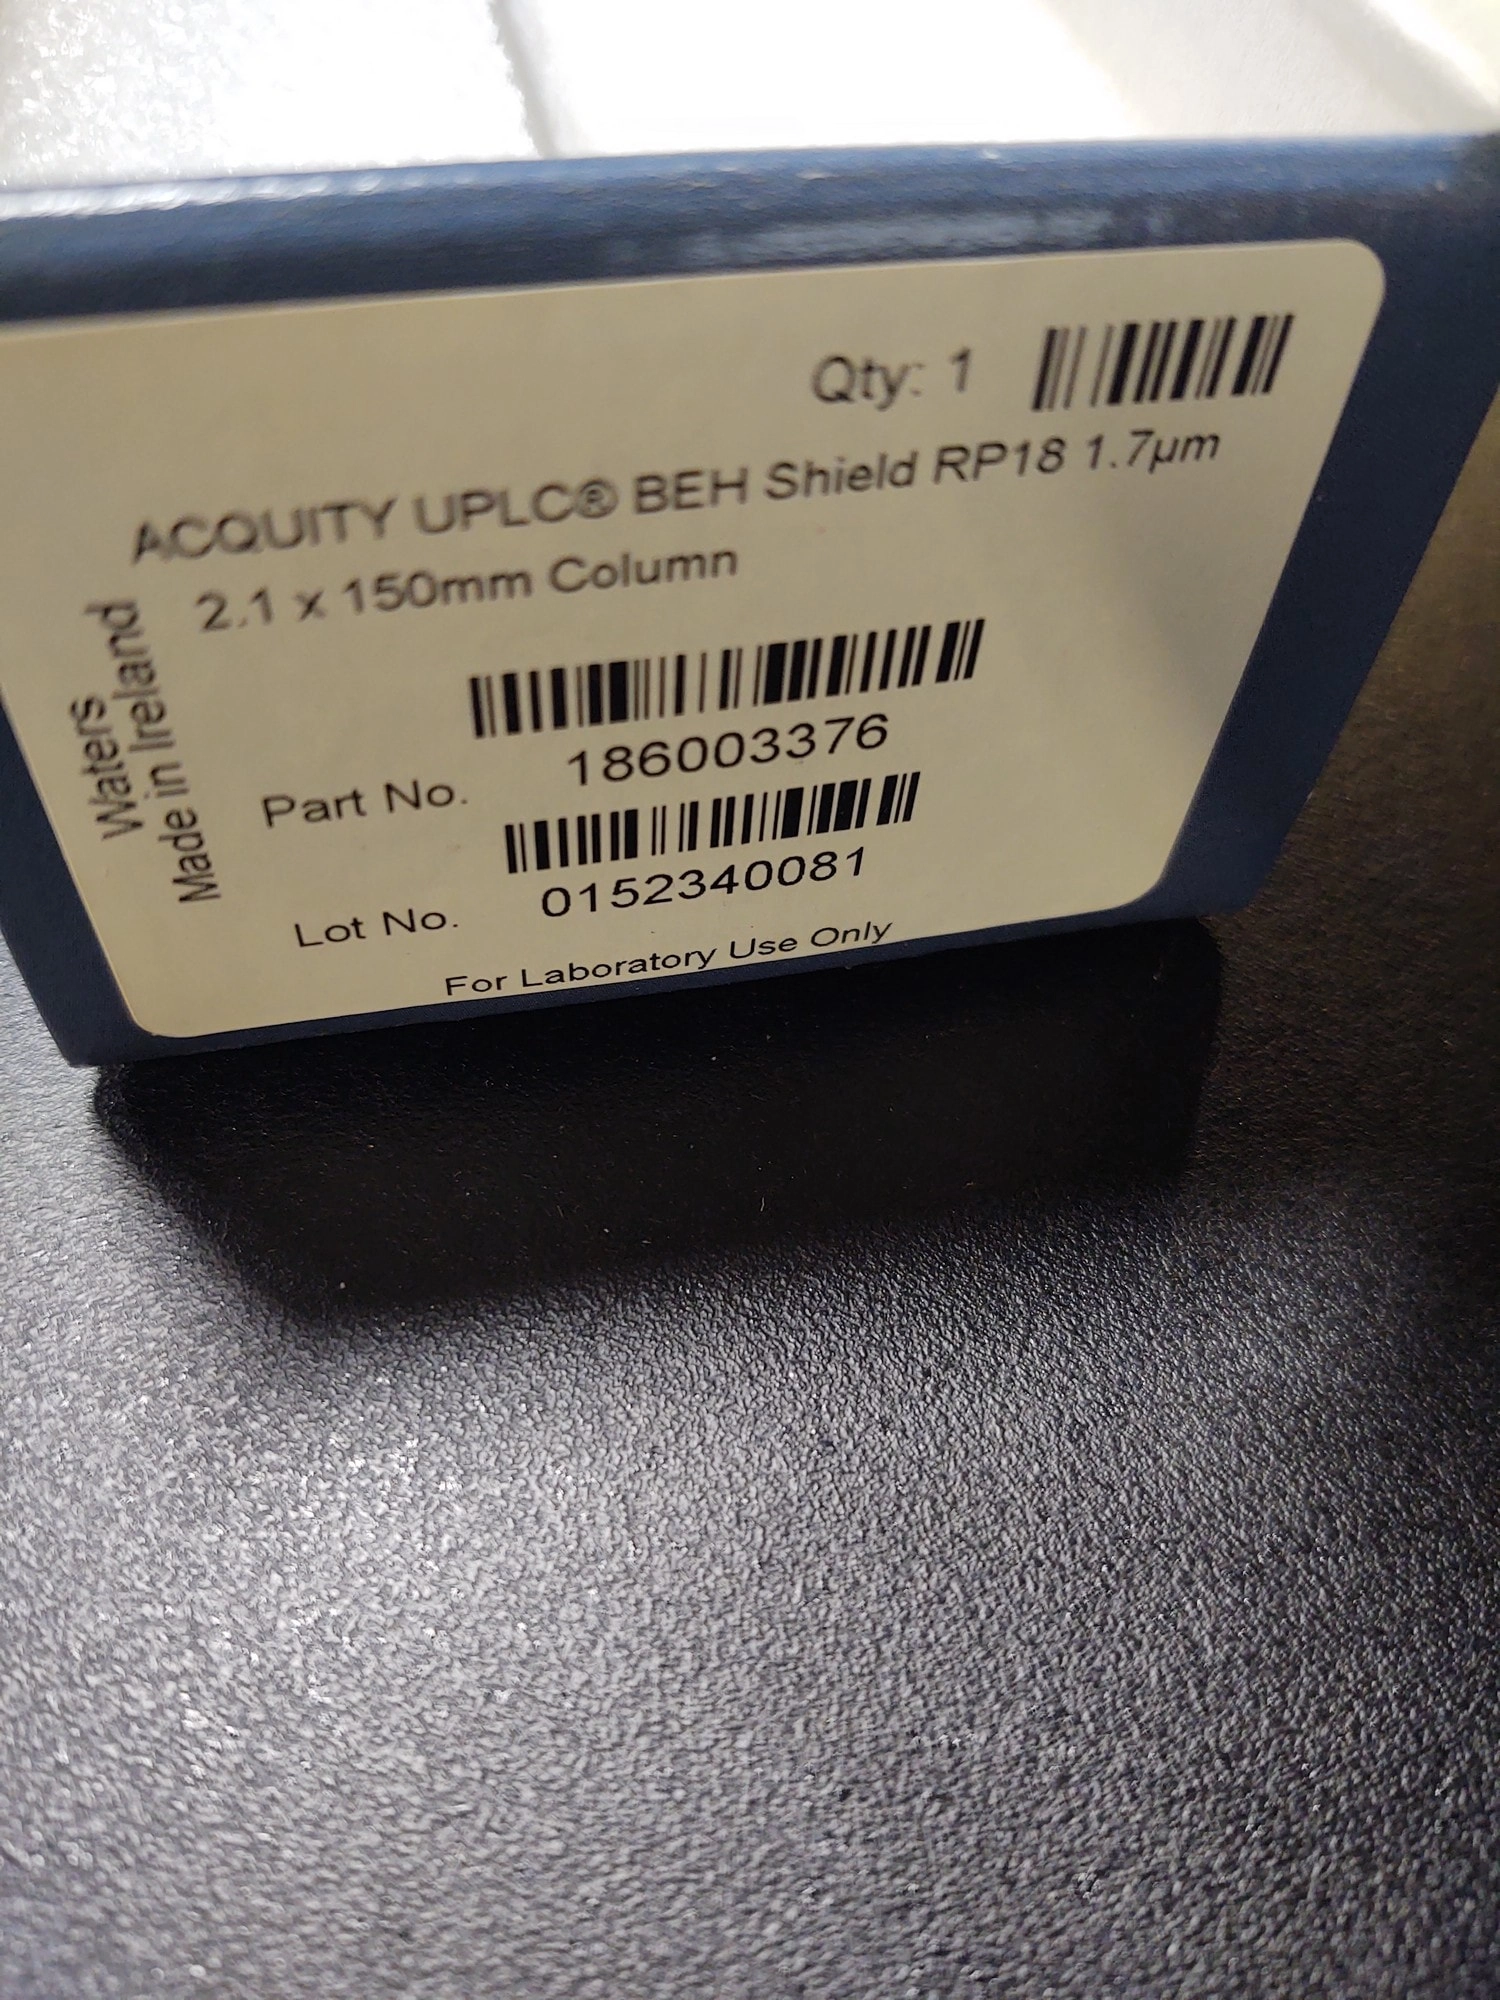 Qty: 1
ACQUITY UPLC® BEH Shield RP18 1.7µm
2.1 x 150mm Column
Waters
Made in Ireland
Part No. 186003376
Lot No. 0152340081
For Laboratory Use Only